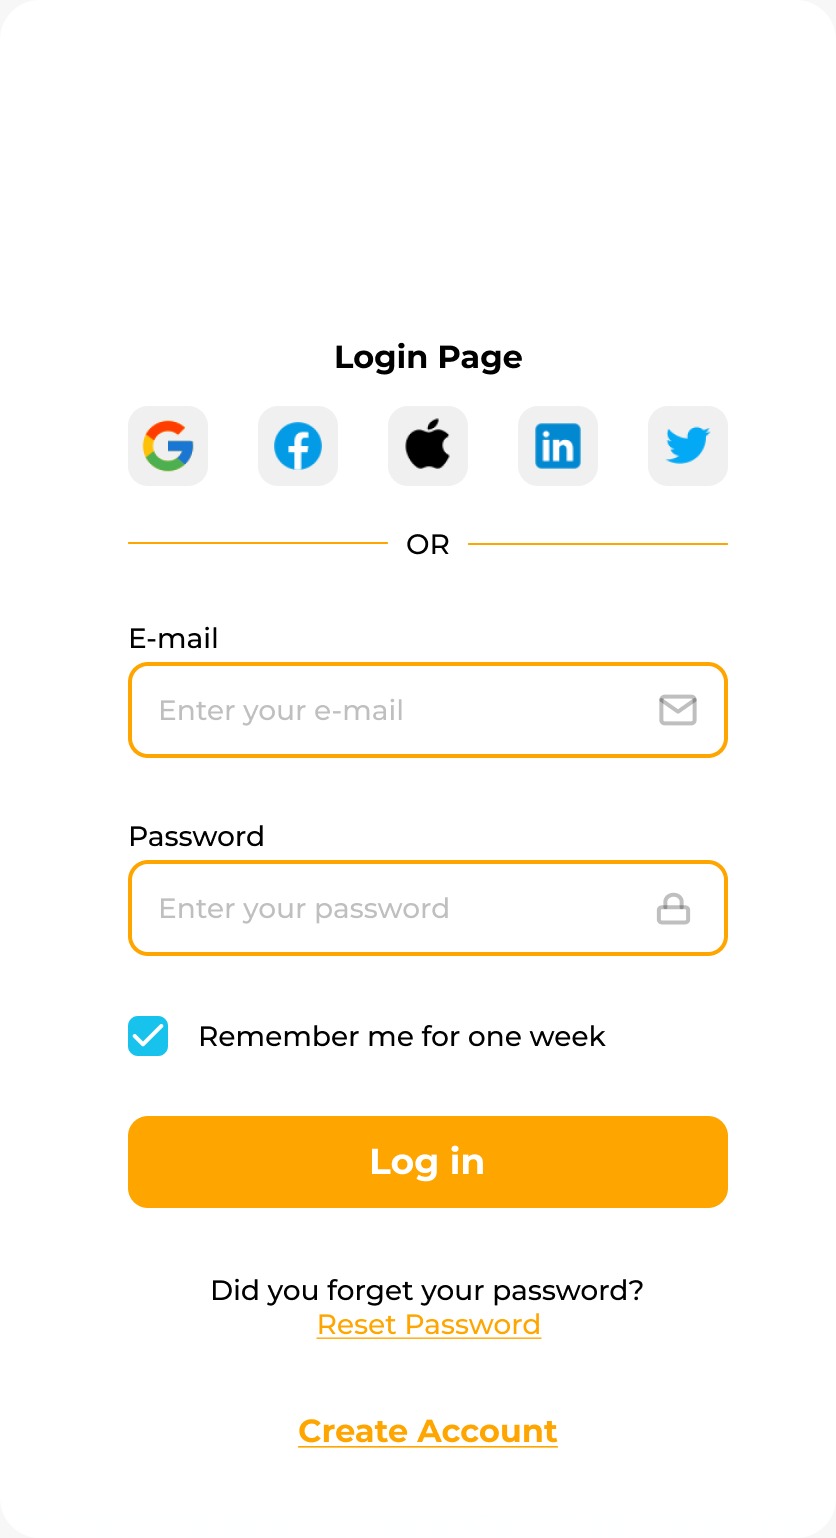 Login Page
OR
E-mail
Enter your e-mail
Password
Enter your password
Remember me for one week
Log in
Did you forget your password?
Reset Password
Create Account